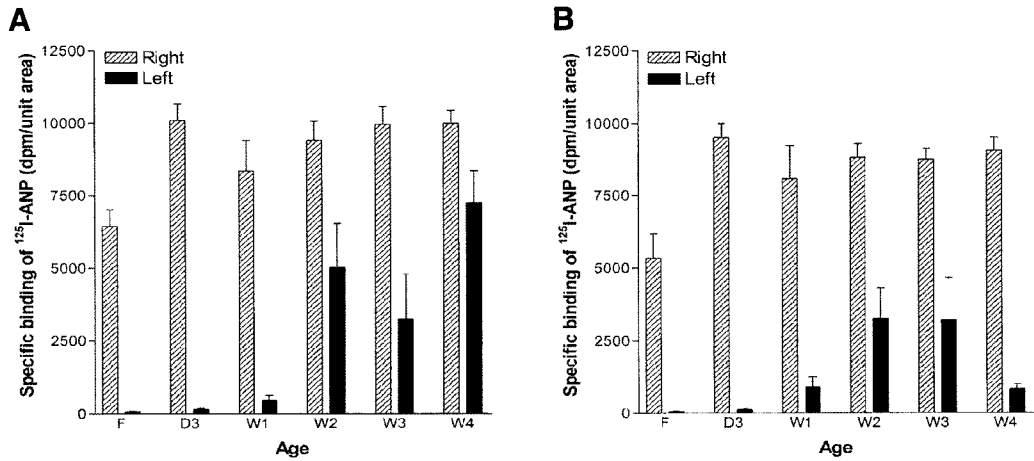 A
Specific binding of ¹²⁵I-ANP (dpm/unit area)
12500
10000
7500
5000
2500
0
Right
Left
F D3 W1 W2 W3 W4
Age
B
Specific binding of ¹²⁵I-ANP (dpm/unit area)
12500
10000
7500
5000
2500
0
Right
Left
F D3 W1 W2 W3 W4
Age